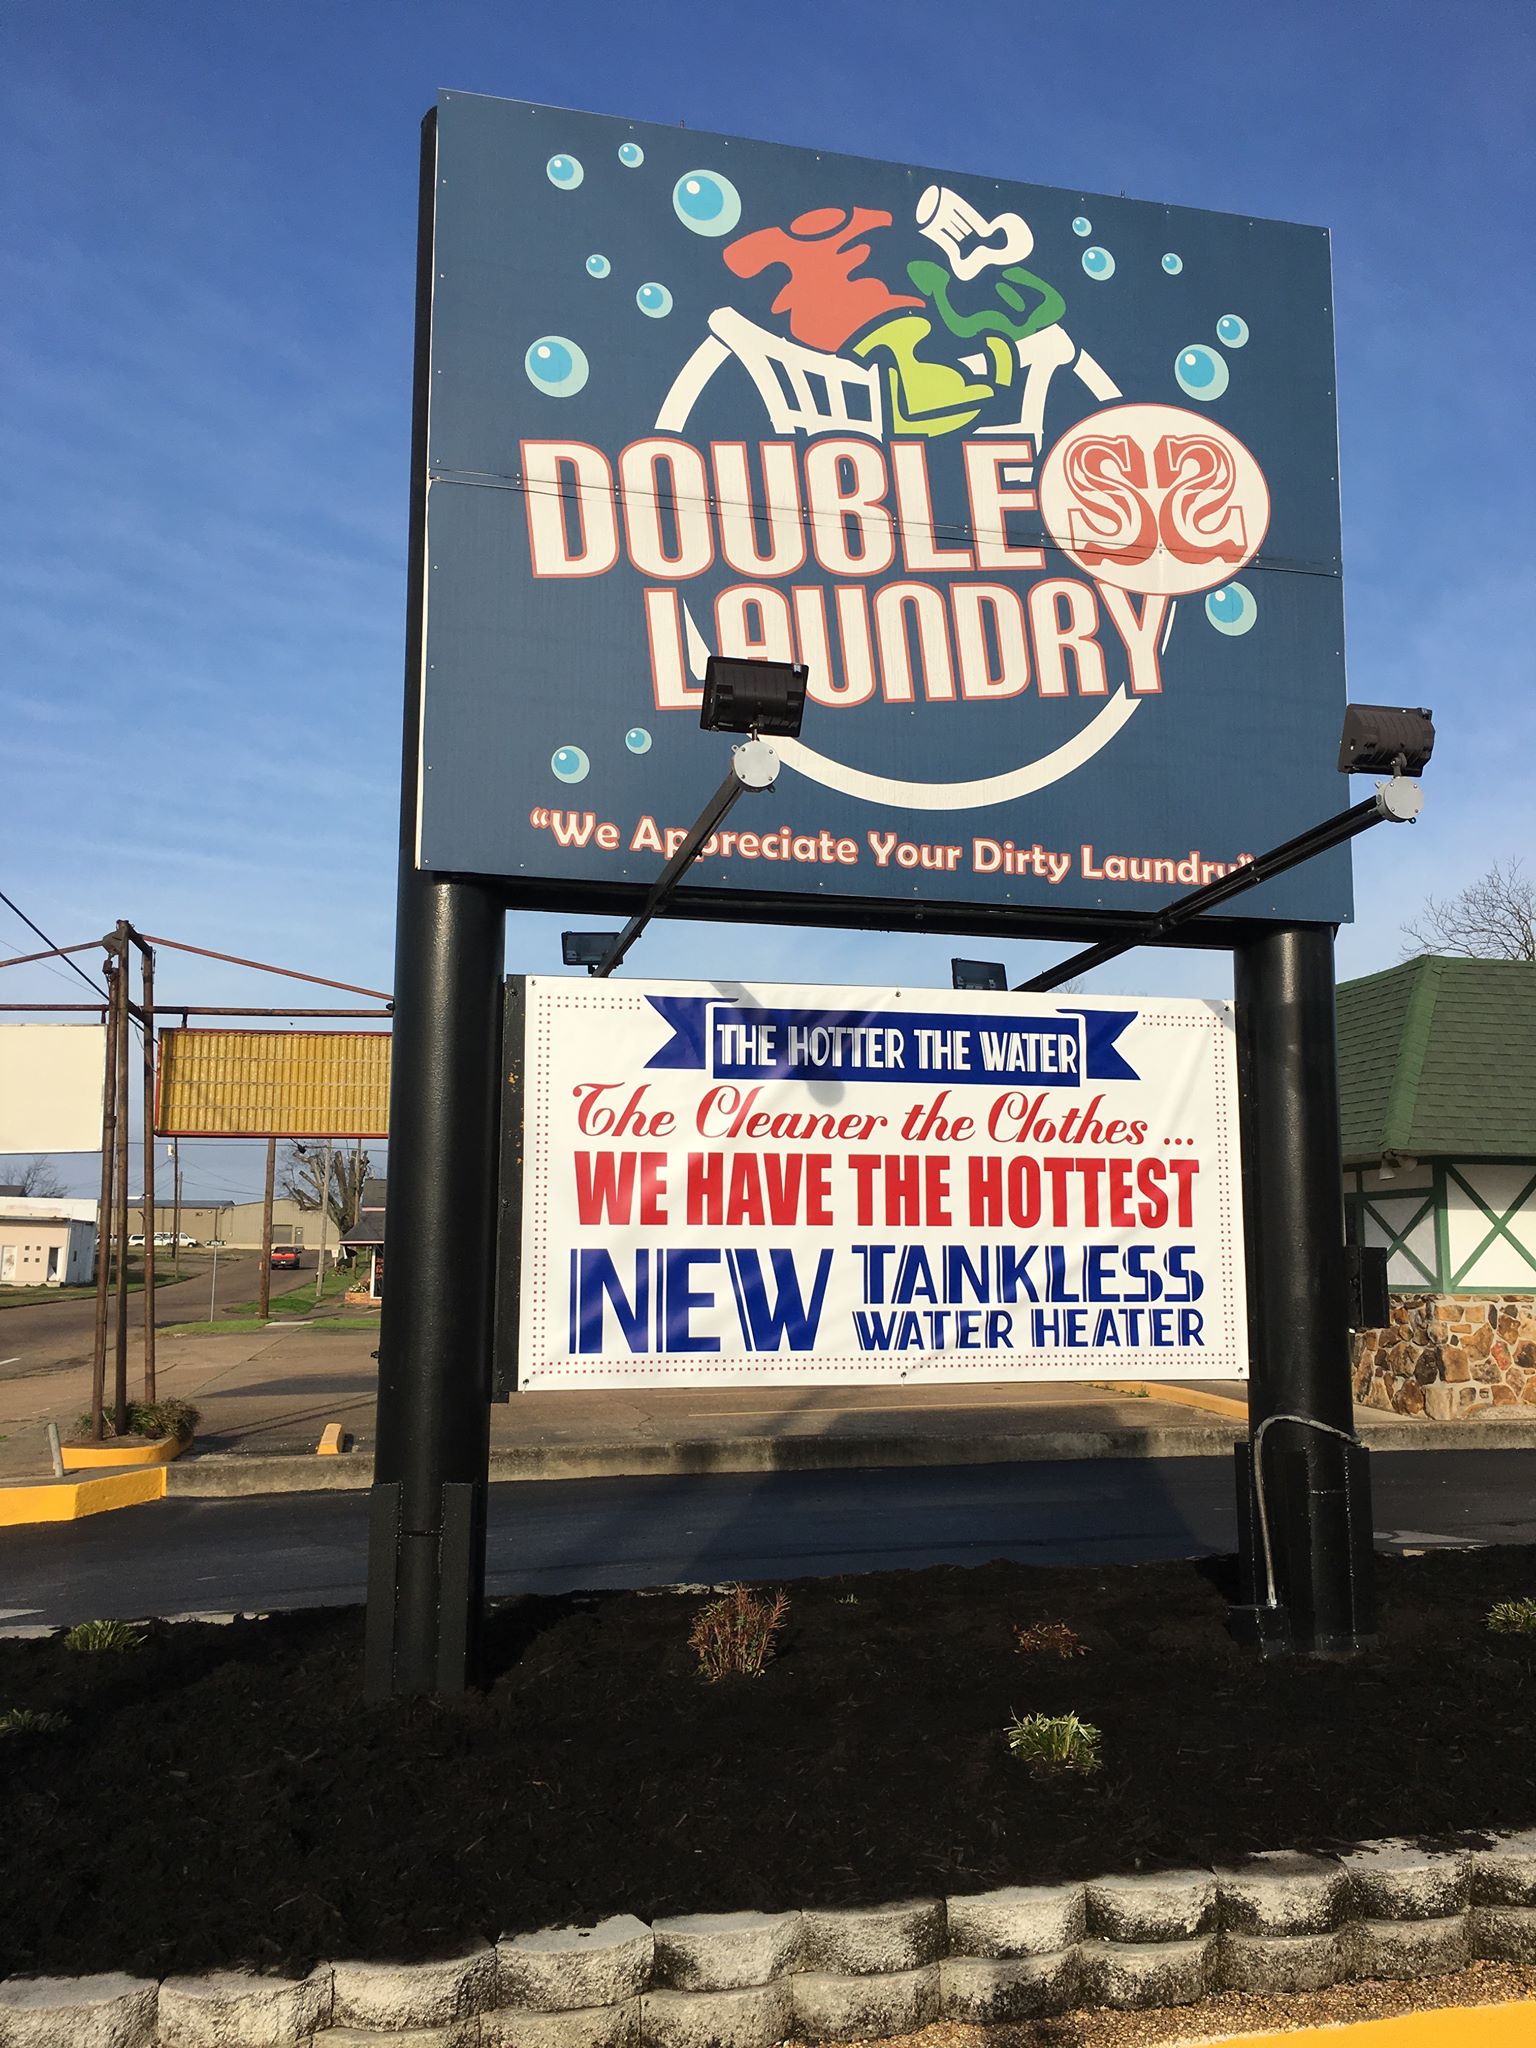 DOUBLE SS
LAUNDRY
“We Appreciate Your Dirty Laundry”
THE HOTTER THE WATER
The Cleaner the Clothes ...
WE HAVE THE HOTTEST
NEW TANKLESS
WATER HEATER